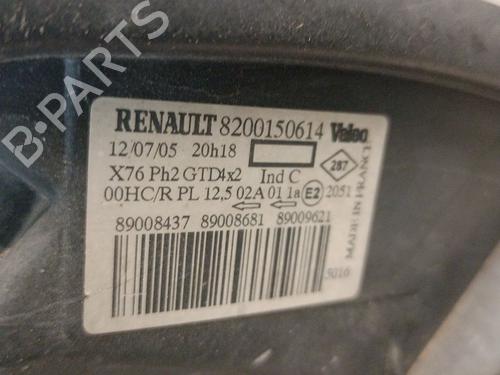 B-PARTS
RENAULT 8200150614 Valeo
12/07/05 20h18
287
X76 Ph2 GTD4x2 Ind C
00HC/R PL 12,5 02A 01 1a E2 2051
MADE IN FRANCE
89008437 89008681 89009621
5016